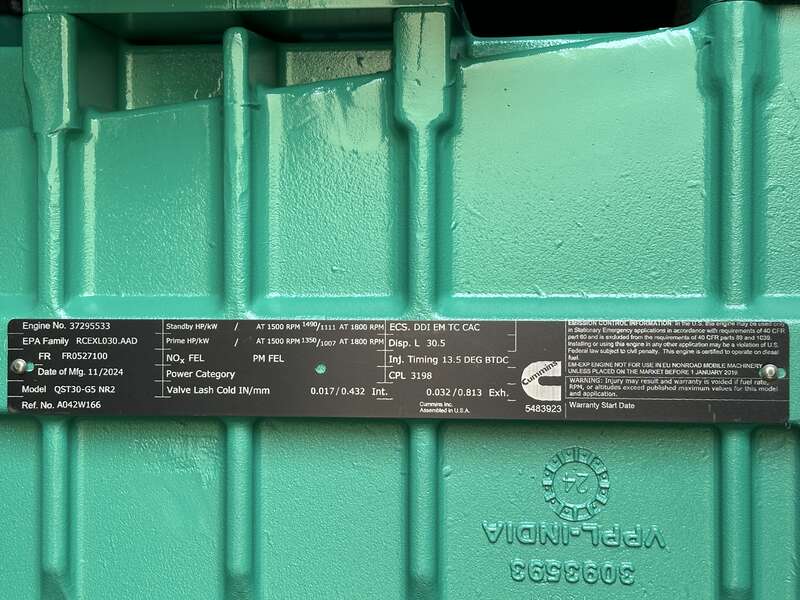 Engine No. 37295533
EPA Family RCEXL030.AAD
FR FR0527100
Date of Mfg. 11/2024
Model QST30-G5 NR2
Ref. No. A042W166
Standby HP/kW / AT 1500 RPM 1490/1111 AT 1800 RPM
Prime HP/kW / AT 1500 RPM 1350/1007 AT 1800 RPM
NOX FEL PM FEL
Power Category
Valve Lash Cold IN/mm 0.017/0.432 Int. 0.032/0.813 Exh.
ECS. DDI EM TC CAC
Disp. L 30.5
Inj. Timing 13.5 DEG BTDC
CPL 3198
Cummins Inc.
Assembled in U.S.A.
Cummins
5483923
EMISSION CONTROL INFORMATION: In the U.S. the engine may be used only
in Stationary Emergency applications in accordance with requirements of 40 CFR
part 60 and is excluded from the requirements of 40 CFR parts 89 and 1039.
Installing or using this engine in any other application may be a violation of U.S.
Federal law subject to civil penalty. This engine is certified to operate on diesel
fuel.
EM-EXP ENGINE NOT FOR USE IN EU NONROAD MOBILE MACHINERY
UNLESS PLACED ON THE MARKET BEFORE 1 JANUARY 2019.
WARNING: Injury may result and warranty is voided if fuel rate,
RPM, or altitudes exceed published maximum values for this model
and application.
Warranty Start Date
24
VPPL-INDIA
3093593